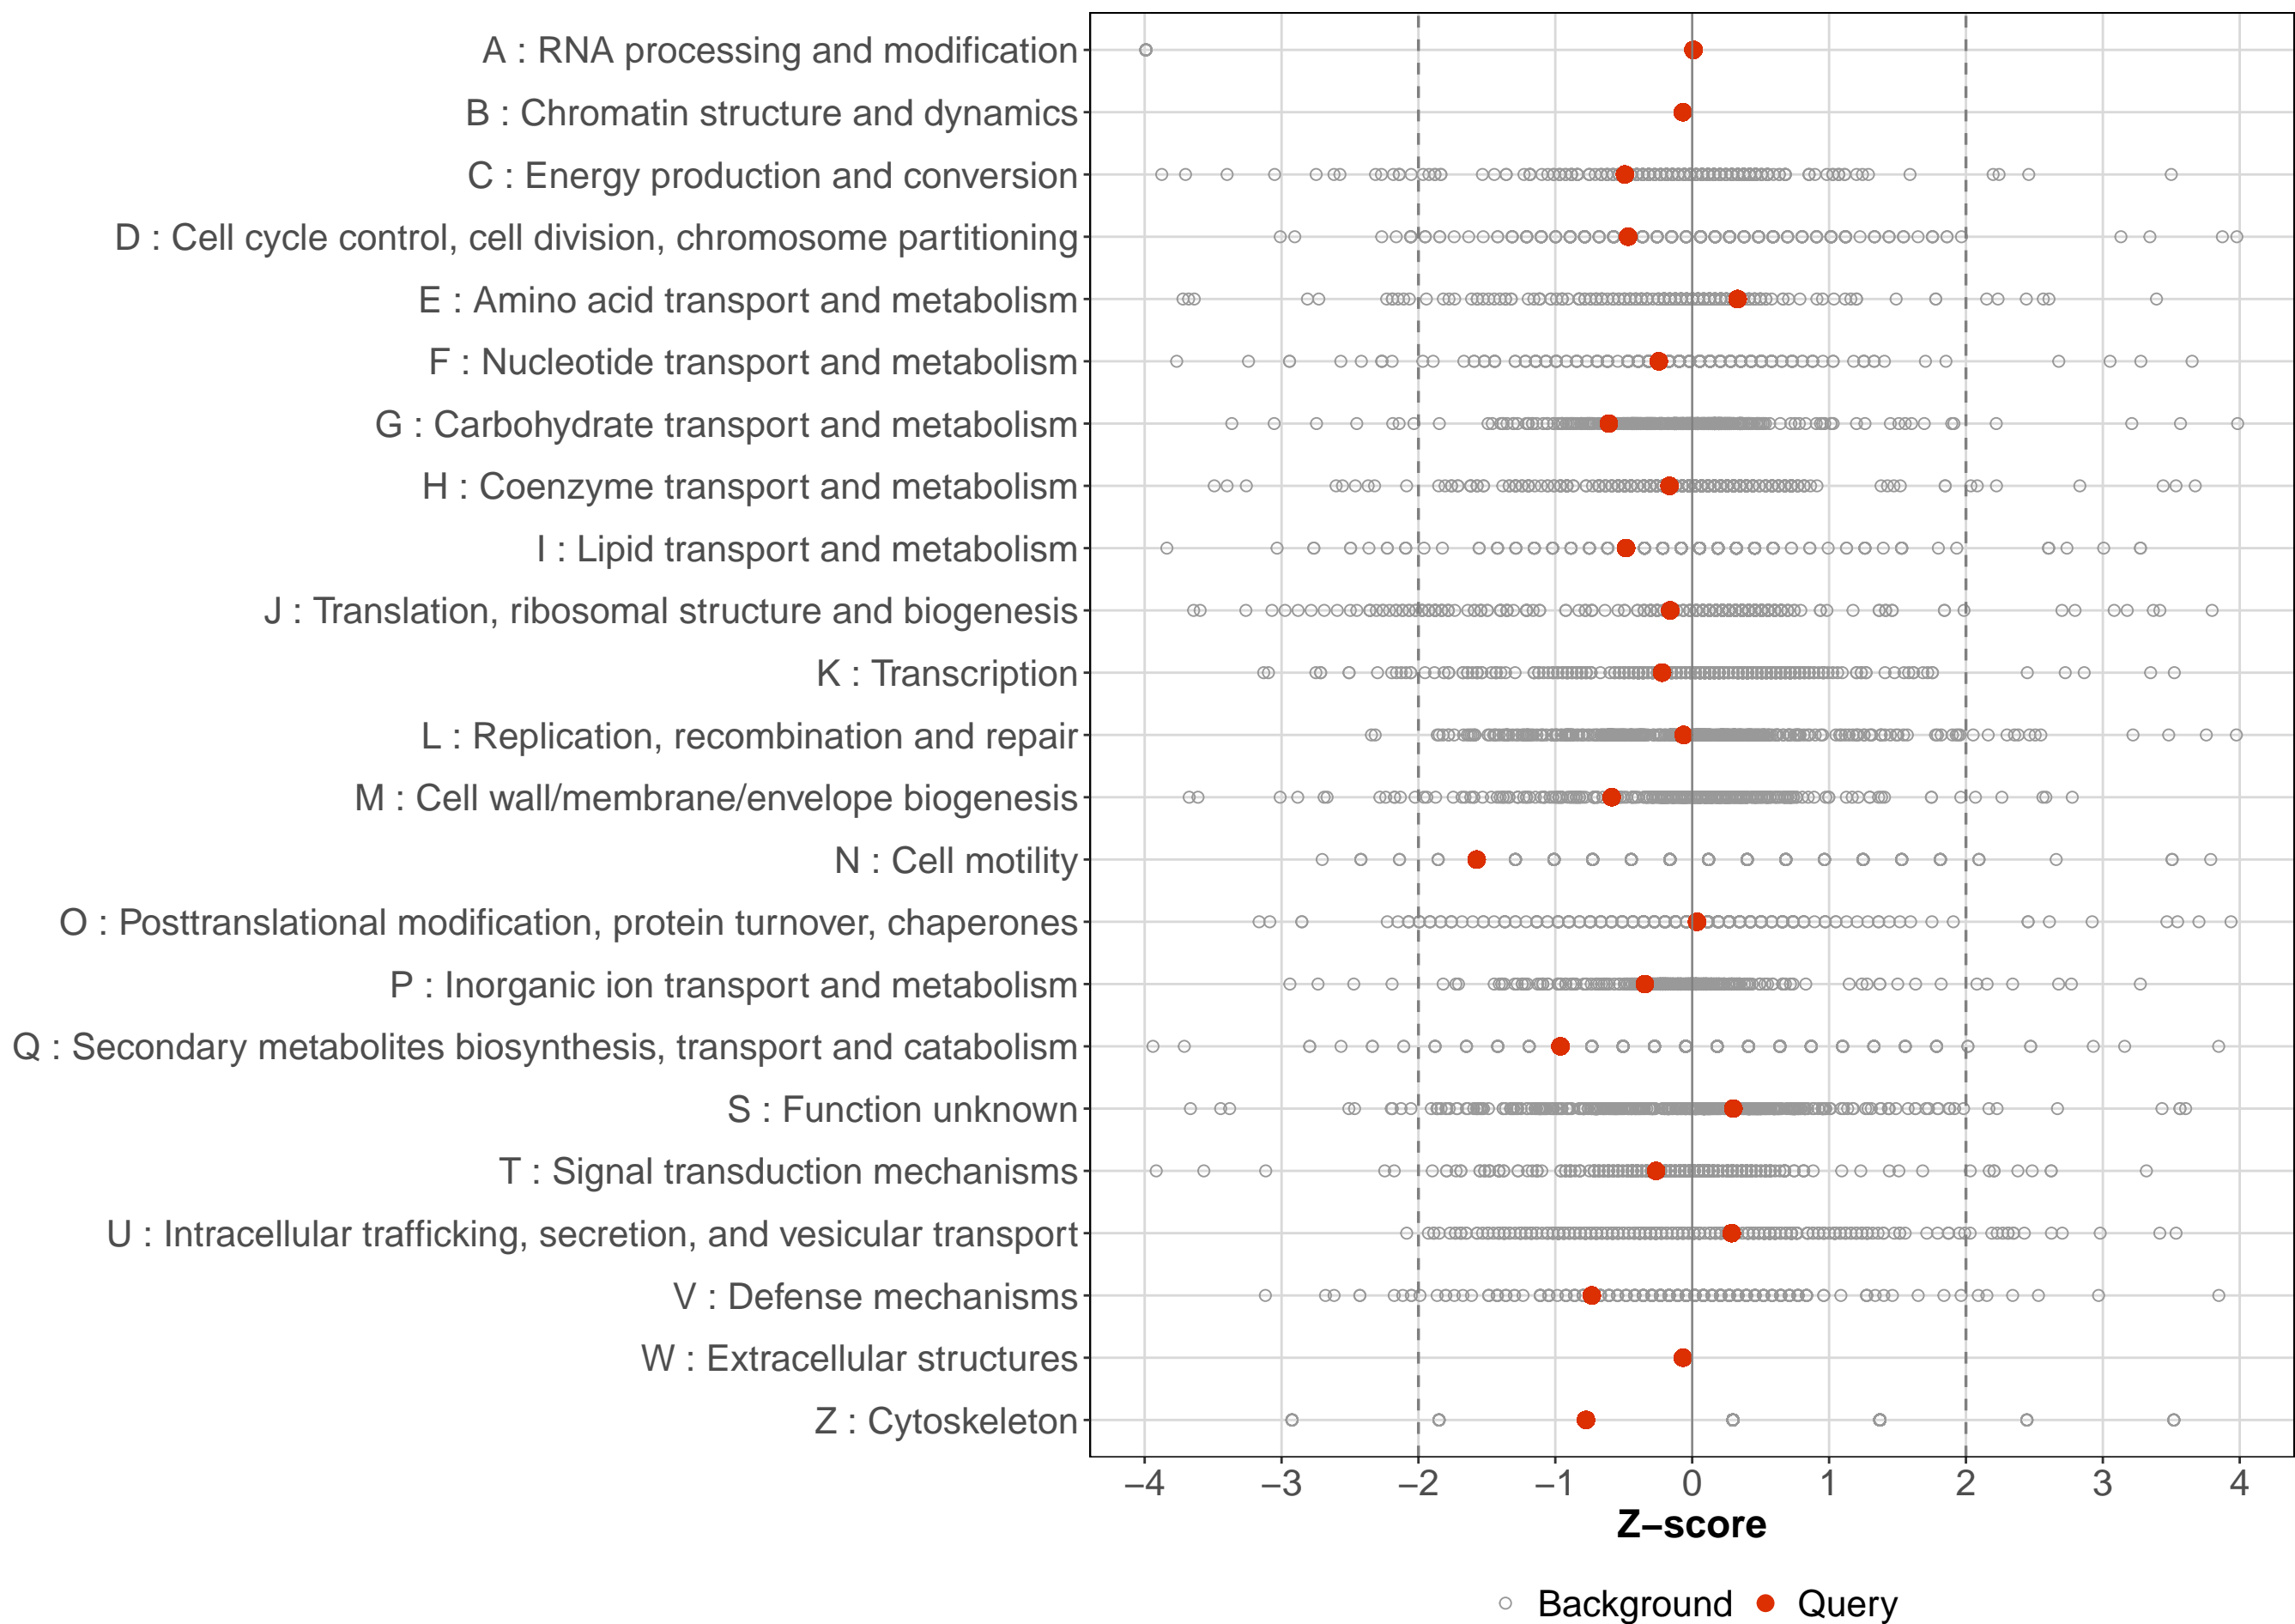 A : RNA processing and modification
B : Chromatin structure and dynamics
C : Energy production and conversion
D : Cell cycle control, cell division, chromosome partitioning
E : Amino acid transport and metabolism
F : Nucleotide transport and metabolism
G : Carbohydrate transport and metabolism
H : Coenzyme transport and metabolism
I : Lipid transport and metabolism
J : Translation, ribosomal structure and biogenesis
K : Transcription
L : Replication, recombination and repair
M : Cell wall/membrane/envelope biogenesis
N : Cell motility
O : Posttranslational modification, protein turnover, chaperones
P : Inorganic ion transport and metabolism
Q : Secondary metabolites biosynthesis, transport and catabolism
S : Function unknown
T : Signal transduction mechanisms
U : Intracellular trafficking, secretion, and vesicular transport
V : Defense mechanisms
W : Extracellular structures
Z : Cytoskeleton
−4 −3 −2 −1 0 1 2 3 4
Z−score
Background Query